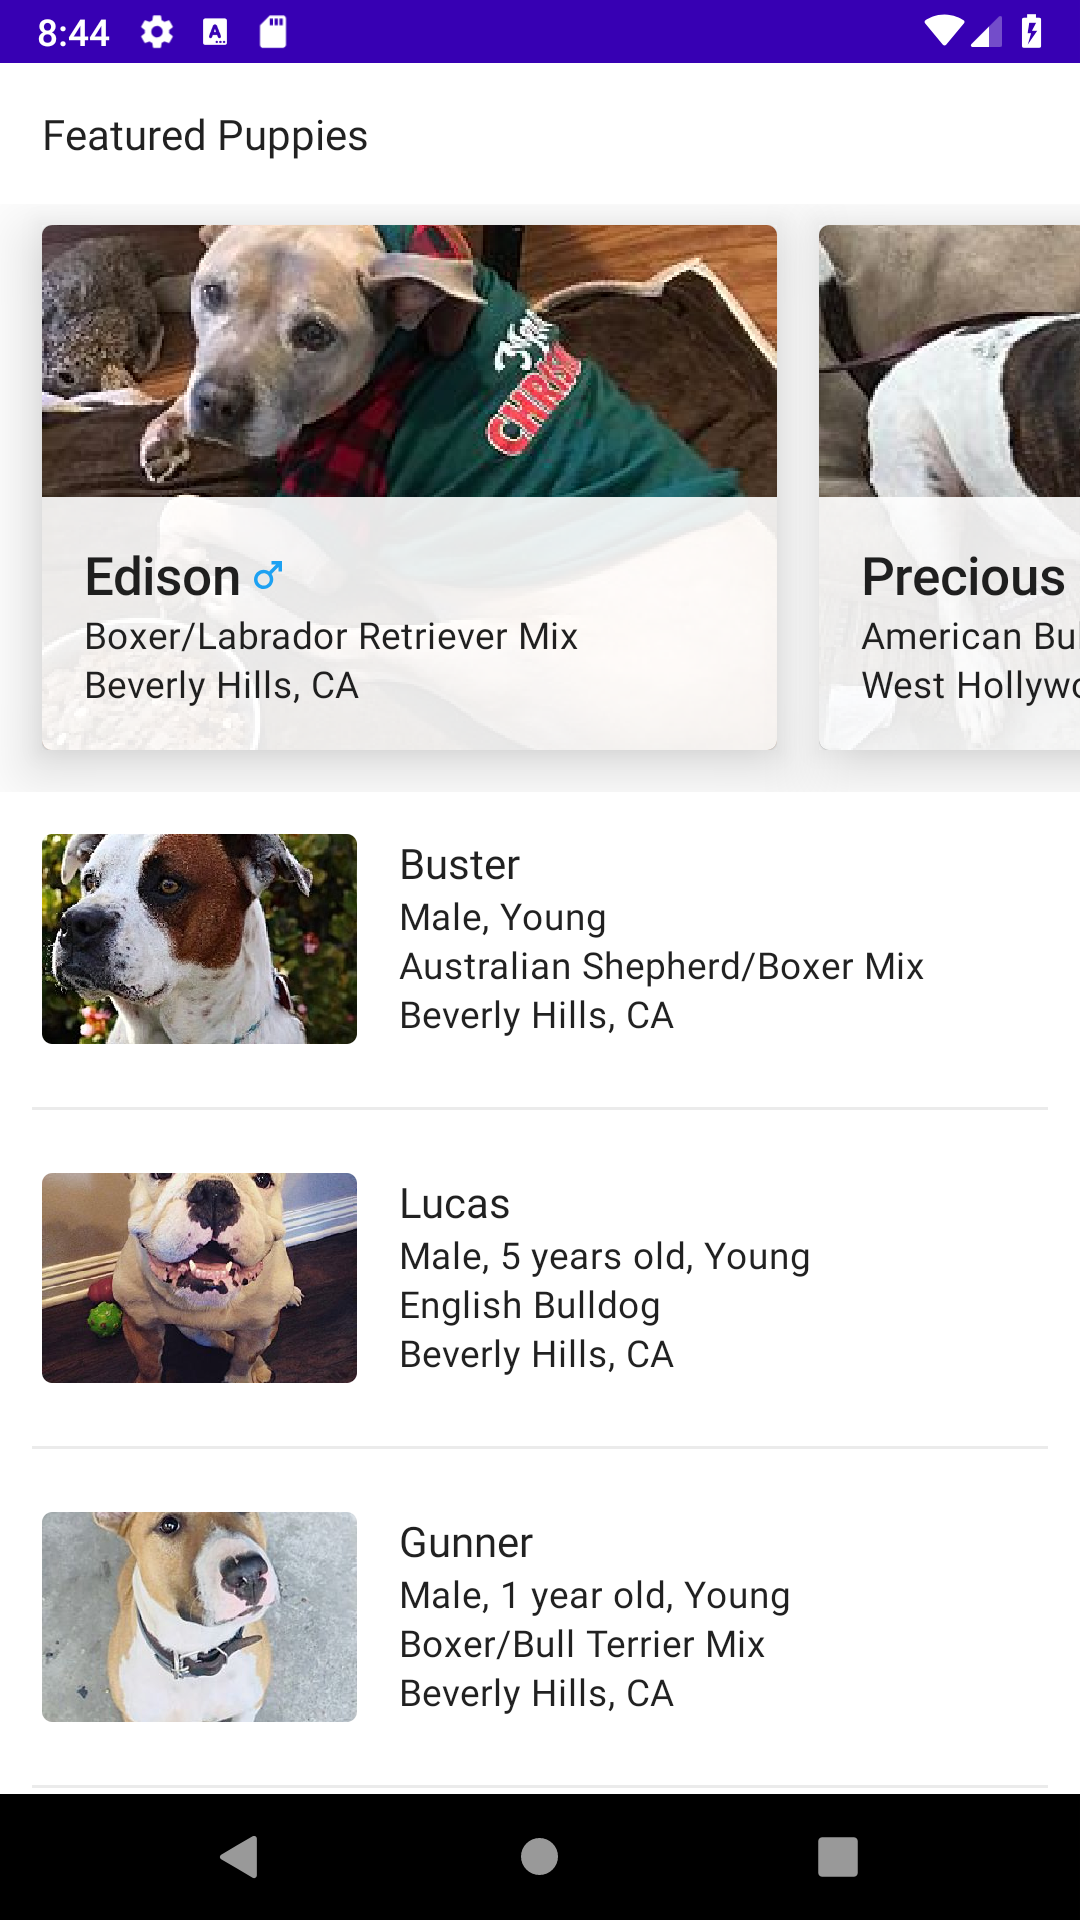 8:44
Featured Puppies
CHRIS
Edison
Boxer/Labrador Retriever Mix
Beverly Hills, CA
Precious
American Bul
West Hollywo
Buster
Male, Young
Australian Shepherd/Boxer Mix
Beverly Hills, CA
Lucas
Male, 5 years old, Young
English Bulldog
Beverly Hills, CA
Gunner
Male, 1 year old, Young
Boxer/Bull Terrier Mix
Beverly Hills, CA